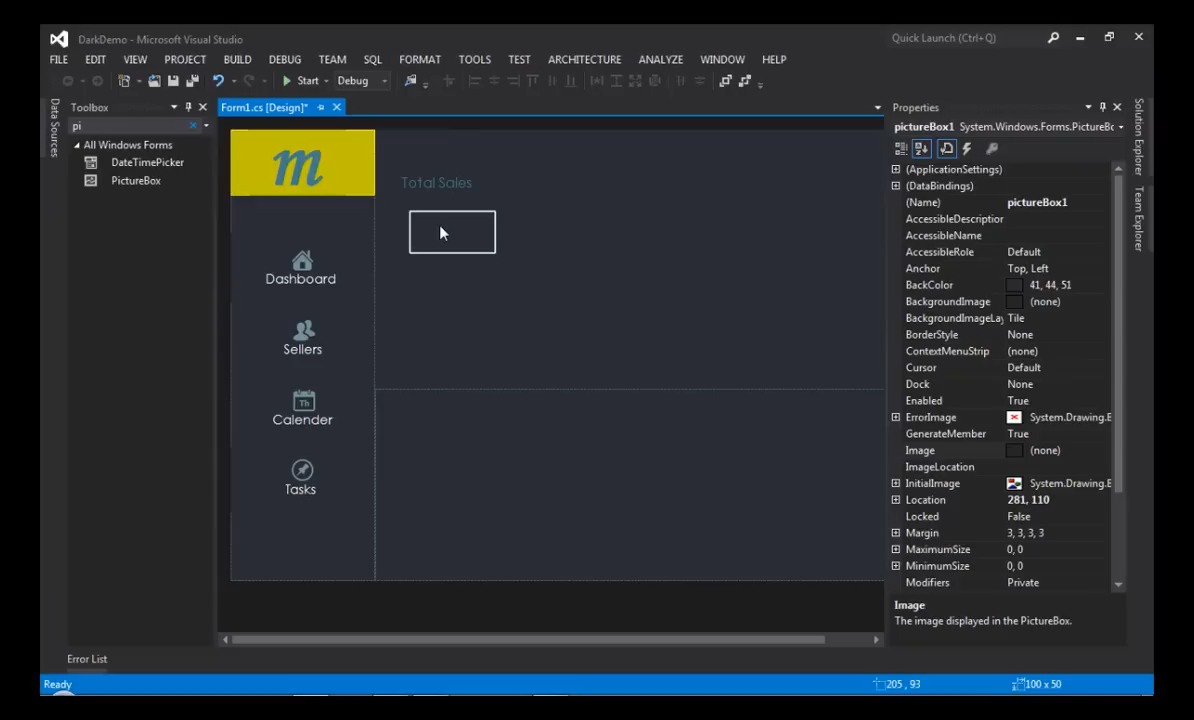 DarkDemo - Microsoft Visual Studio
Quick Launch (Ctrl+Q)
FILE EDIT VIEW PROJECT BUILD DEBUG TEAM SQL FORMAT TOOLS TEST ARCHITECTURE ANALYZE WINDOW HELP
Start Debug
Data Sources
Toolbox
pi
All Windows Forms
DateTimePicker
PictureBox
Form1.cs [Design]*
m
Total Sales
Dashboard
Sellers
Th
Calender
Tasks
Properties
pictureBox1 System.Windows.Forms.PictureBo
(ApplicationSettings)
(DataBindings)
(Name) pictureBox1
AccessibleDescription
AccessibleName
AccessibleRole Default
Anchor Top, Left
BackColor 41, 44, 51
BackgroundImage (none)
BackgroundImageLay Tile
BorderStyle None
ContextMenuStrip (none)
Cursor Default
Dock None
Enabled True
ErrorImage System.Drawing.B
GenerateMember True
Image (none)
ImageLocation
InitialImage System.Drawing.B
Location 281, 110
Locked False
Margin 3, 3, 3, 3
MaximumSize 0, 0
MinimumSize 0, 0
Modifiers Private
Image
The image displayed in the PictureBox.
Solution Explorer
Team Explorer
Error List
Ready
205 , 93
100 x 50